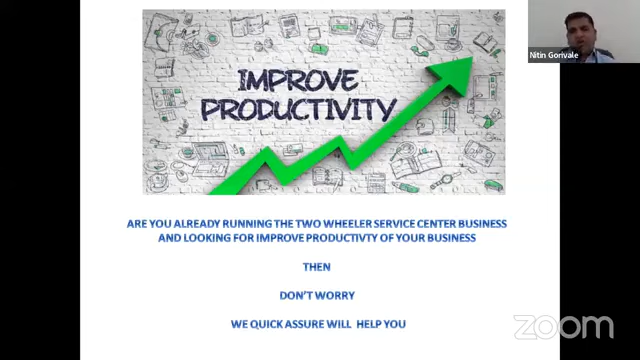 Nitin Gorivale
IMPROVE
PRODUCTIVITY
ARE YOU ALREADY RUNNING THE TWO WHEELER SERVICE CENTER BUSINESS
AND LOOKING FOR IMPROVE PRODUCTIVTY OF YOUR BUSINESS
THEN
DON'T WORRY
WE QUICK ASSURE WILL HELP YOU
zoom